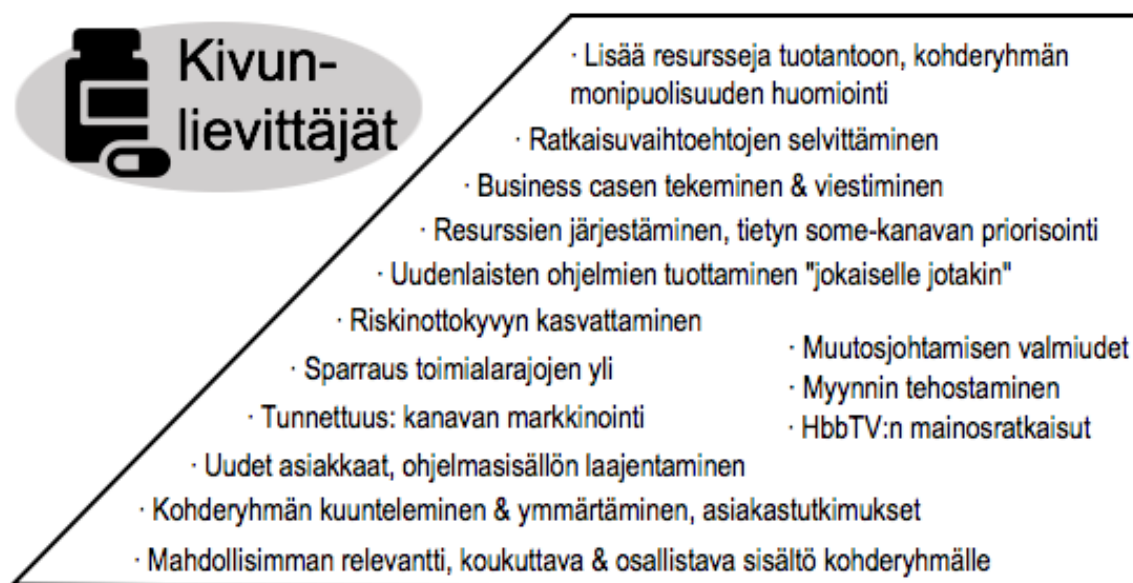 Kivun-
lievittäjät
· Lisää resursseja tuotantoon, kohderyhmän
monipuolisuuden huomiointi
· Ratkaisuvaihtoehtojen selvittäminen
· Business casen tekeminen & viestiminen
· Resurssien järjestäminen, tietyn some-kanavan priorisointi
· Uudenlaisten ohjelmien tuottaminen "jokaiselle jotakin"
· Riskinottokyvyn kasvattaminen
· Sparraus toimialarajojen yli
· Tunnettuus: kanavan markkinointi
· Muutosjohtamisen valmiudet
· Myynnin tehostaminen
· HbbTV:n mainosratkaisut
· Uudet asiakkaat, ohjelmasisällön laajentaminen
· Kohderyhmän kuunteleminen & ymmärtäminen, asiakastutkimukset
· Mahdollisimman relevantti, koukuttava & osallistava sisältö kohderyhmälle